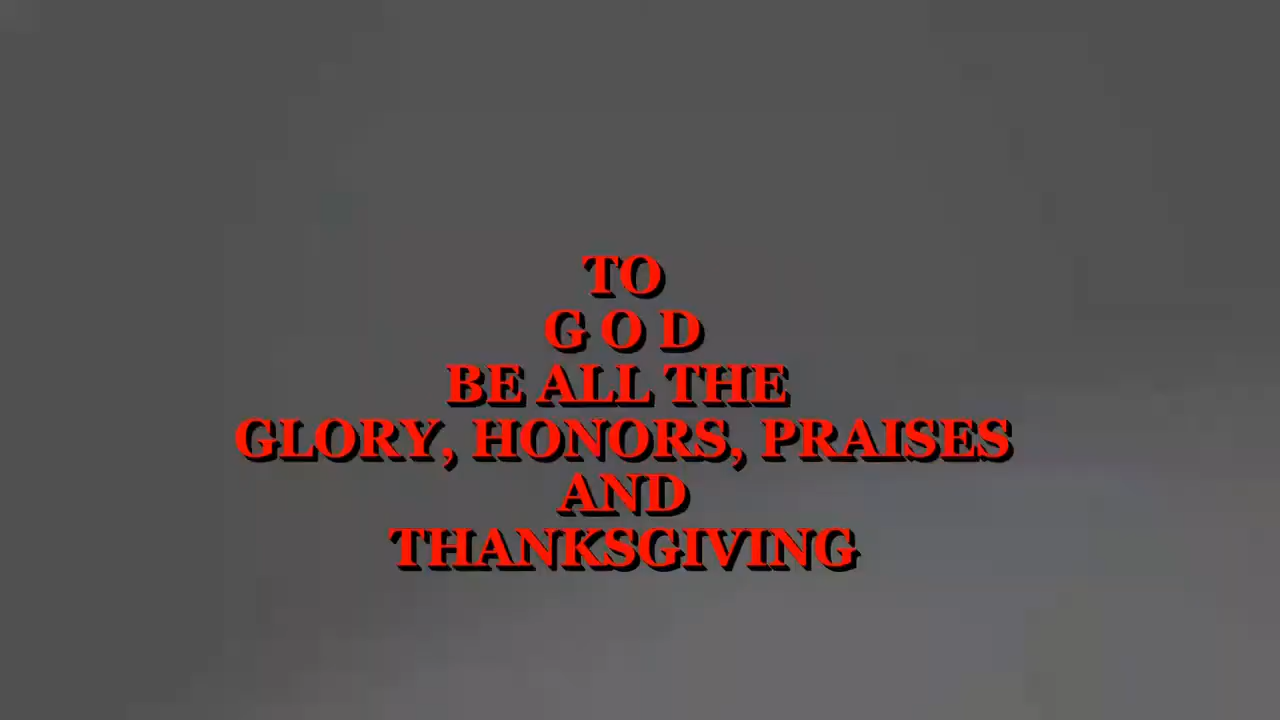 TO
G O D
BE ALL THE
GLORY, HONORS, PRAISES
AND
THANKSGIVING